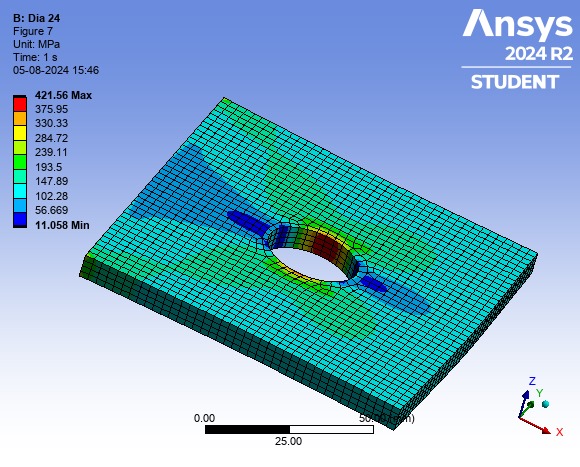 B: Dia 24
Figure 7
Unit: MPa
Time: 1 s
05-08-2024 15:46
Ansys
2024 R2
STUDENT
421.56 Max
375.95
330.33
284.72
239.11
193.5
147.89
102.28
56.669
11.058 Min
0.00
50.00 (mm)
25.00
Z
Y
X